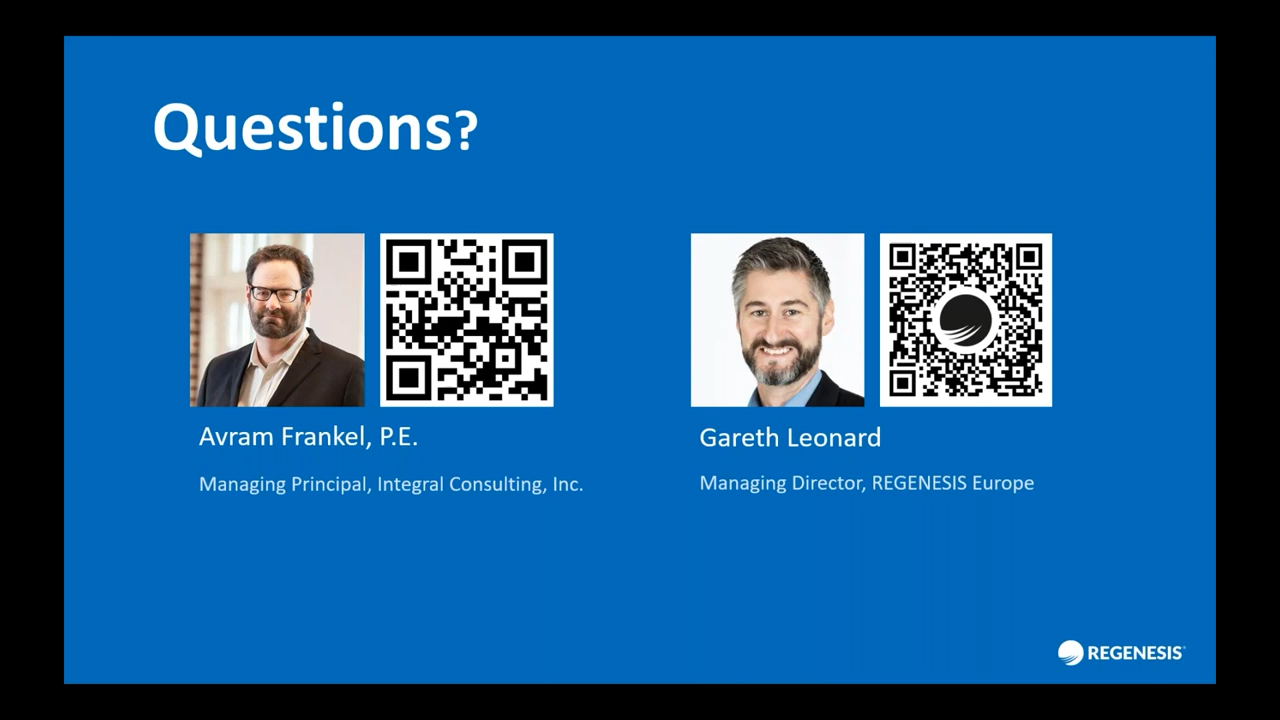 Questions?
Avram Frankel, P.E.
Managing Principal, Integral Consulting, Inc.
Gareth Leonard
Managing Director, REGENESIS Europe
REGENESIS